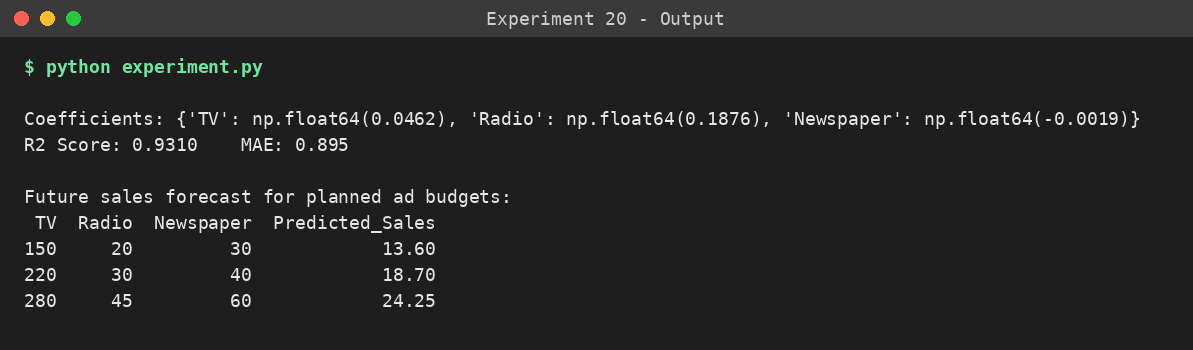 Experiment 20 - Output
$ python experiment.py
Coefficients: {'TV': np.float64(0.0462), 'Radio': np.float64(0.1876), 'Newspaper': np.float64(-0.0019)}
R2 Score: 0.9310    MAE: 0.895
Future sales forecast for planned ad budgets:
 TV  Radio  Newspaper  Predicted_Sales
150     20         30            13.60
220     30         40            18.70
280     45         60            24.25